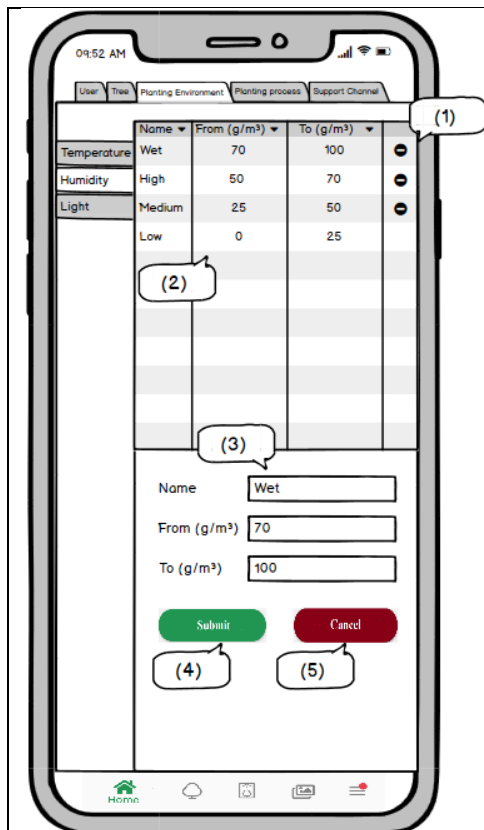 09:52 AM
User Tree Planting Environment Planting process Support Channel
(1)
Name From (g/m³) To (g/m³)
Temperature Wet 70 100
Humidity High 50 70
Light Medium 25 50
Low 0 25
(2)
(3)
Name Wet
From (g/m³) 70
To (g/m³) 100
Submit Cancel
(4) (5)
Home